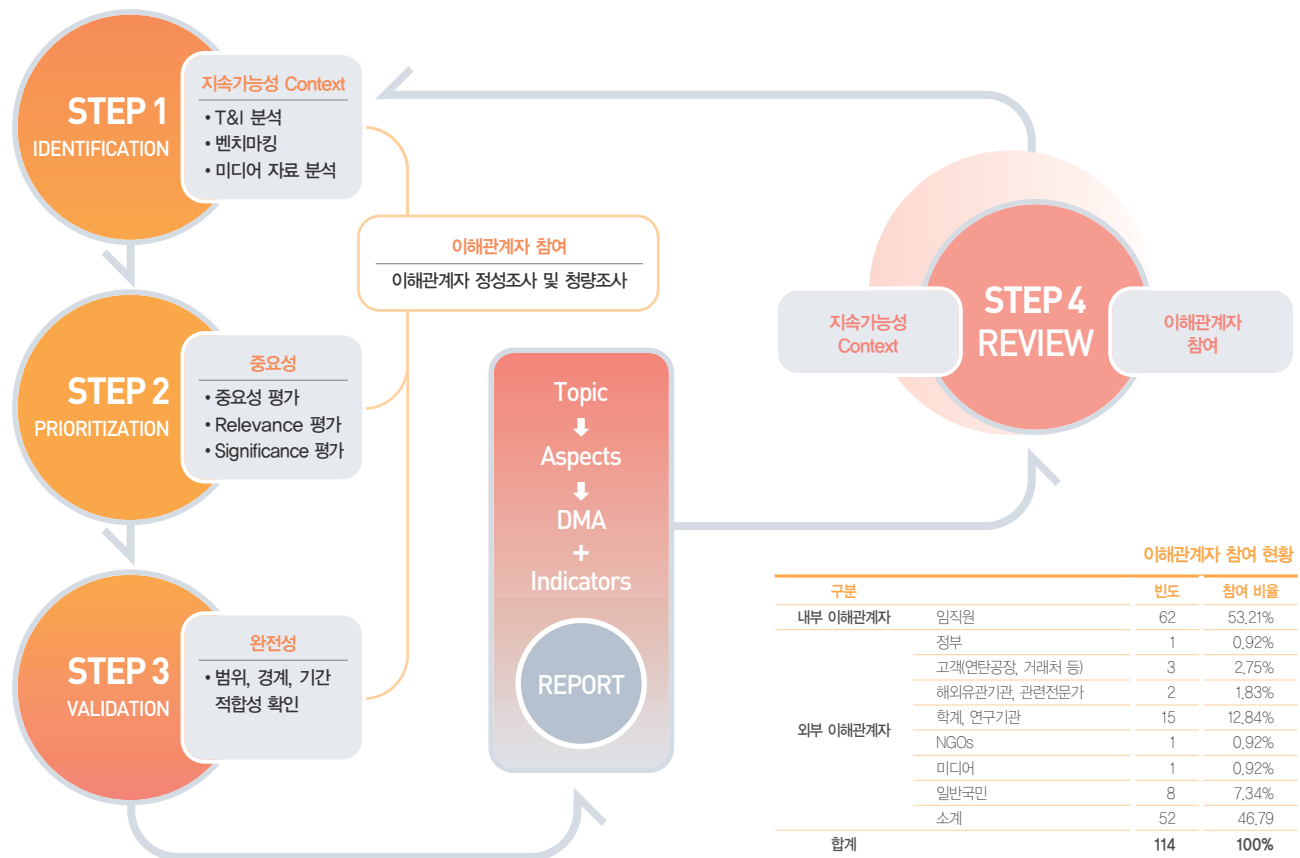 STEP 1
IDENTIFICATION
지속가능성 Context
• T&I 분석
• 벤치마킹
• 미디어 자료 분석
이해관계자 참여
이해관계자 정성조사 및 청량조사
STEP 2
PRIORITIZATION
중요성
• 중요성 평가
• Relevance 평가
• Significance 평가
STEP 3
VALIDATION
완전성
• 범위, 경계, 기간
적합성 확인
Topic
Aspects
DMA
+
Indicators
REPORT
지속가능성
Context
STEP 4
REVIEW
이해관계자
참여
이해관계자 참여 현황
구분 빈도 참여 비율
내부 이해관계자 임직원 62 53.21%
외부 이해관계자
정부 1 0.92%
고객(연탄공장, 거래처 등) 3 2.75%
해외유관기관, 관련전문가 2 1.83%
학계, 연구기관 15 12.84%
NGOs 1 0.92%
미디어 1 0.92%
일반국민 8 7.34%
소계 52 46.79
합계 114 100%